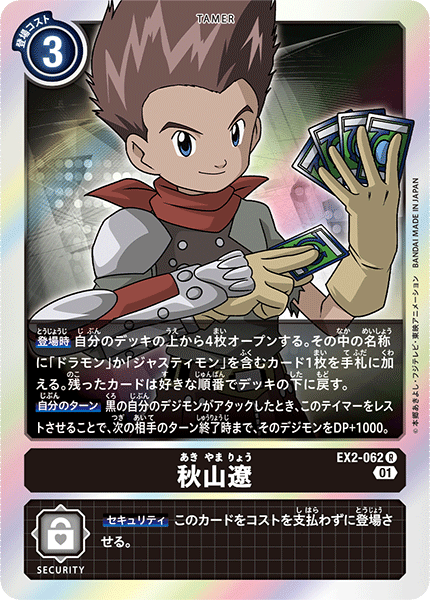 登場コスト
3
TAMER
登場時 自分のデッキの上から4枚オープンする。その中の名称
に「ドラモン」か「ジャスティモン」を含むカード1枚を手札に加
える。残ったカードは好きな順番でデッキの下に戻す。
自分のターン 黒の自分のデジモンがアタックしたとき、このテイマーをレ
ストさせることで、次の相手のターン終了時まで、そのデジモンをDP+1000。
あき やま りょう
秋山遼
EX2-062 R
01
セキュリティ このカードをコストを支払わずに登場さ
せる。
SECURITY
©本郷あきよし・フジテレビ・東映アニメーション BANDAI MADE IN JAPAN